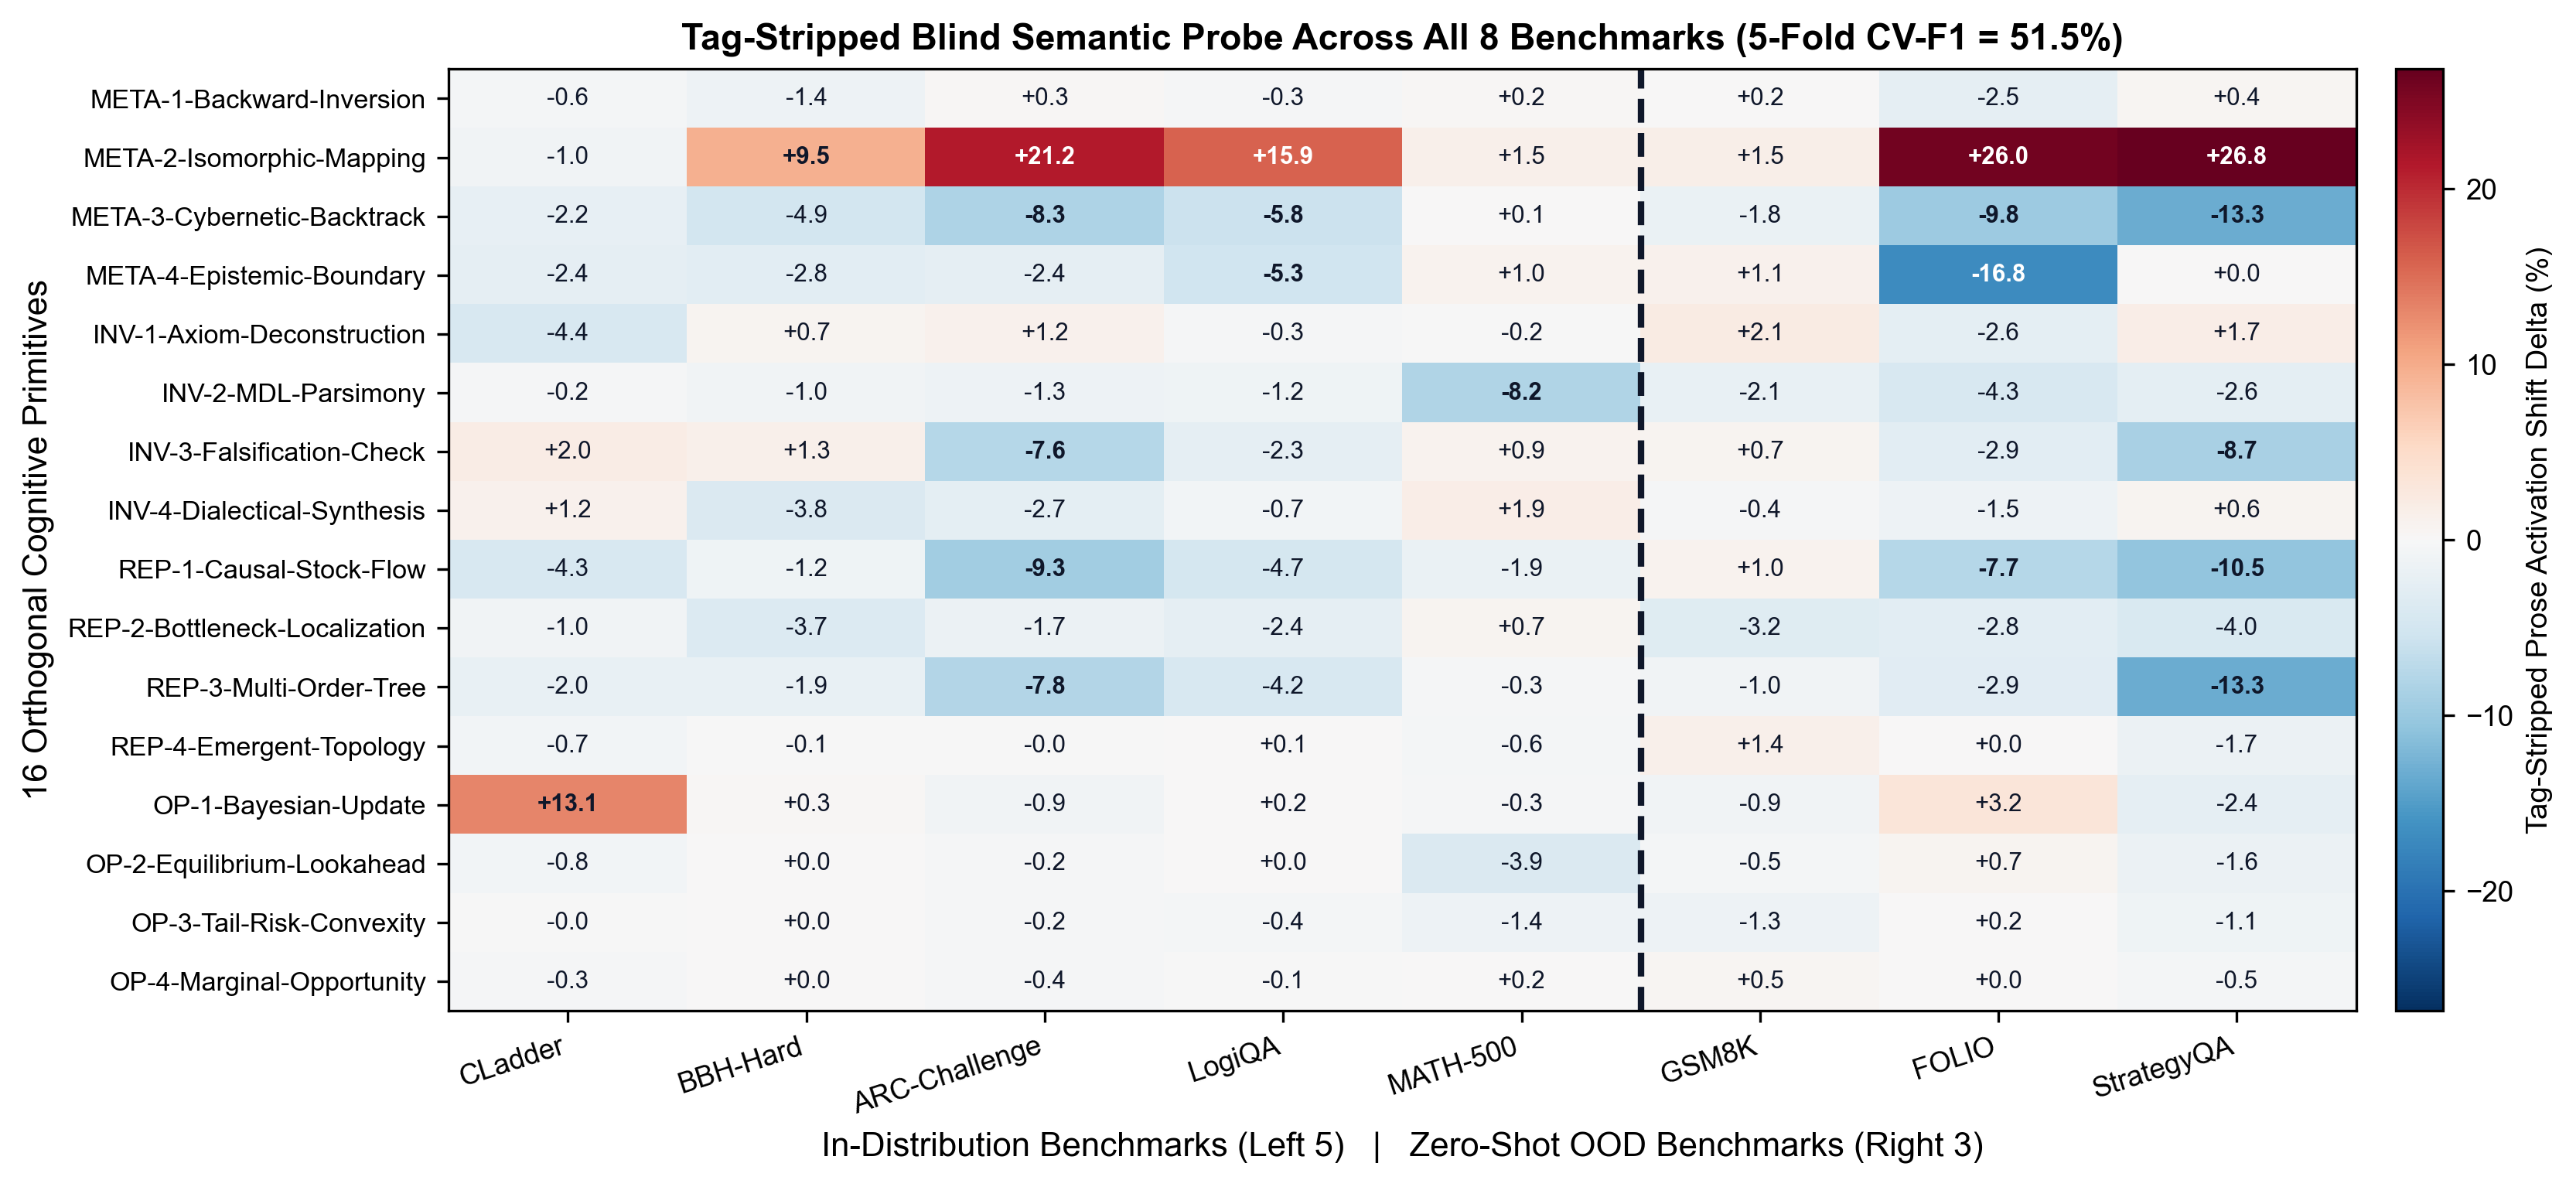 Tag-Stripped Blind Semantic Probe Across All 8 Benchmarks (5-Fold CV-F1 = 51.5%)
16 Orthogonal Cognitive Primitives
META-1-Backward-Inversion -0.6 -1.4 +0.3 -0.3 +0.2 +0.2 -2.5 +0.4
META-2-Isomorphic-Mapping -1.0 +9.5 +21.2 +15.9 +1.5 +1.5 +26.0 +26.8
META-3-Cybernetic-Backtrack -2.2 -4.9 -8.3 -5.8 +0.1 -1.8 -9.8 -13.3
META-4-Epistemic-Boundary -2.4 -2.8 -2.4 -5.3 +1.0 +1.1 -16.8 +0.0
INV-1-Axiom-Deconstruction -4.4 +0.7 +1.2 -0.3 -0.2 +2.1 -2.6 +1.7
INV-2-MDL-Parsimony -0.2 -1.0 -1.3 -1.2 -8.2 -2.1 -4.3 -2.6
INV-3-Falsification-Check +2.0 +1.3 -7.6 -2.3 +0.9 +0.7 -2.9 -8.7
INV-4-Dialectical-Synthesis +1.2 -3.8 -2.7 -0.7 +1.9 -0.4 -1.5 +0.6
REP-1-Causal-Stock-Flow -4.3 -1.2 -9.3 -4.7 -1.9 +1.0 -7.7 -10.5
REP-2-Bottleneck-Localization -1.0 -3.7 -1.7 -2.4 +0.7 -3.2 -2.8 -4.0
REP-3-Multi-Order-Tree -2.0 -1.9 -7.8 -4.2 -0.3 -1.0 -2.9 -13.3
REP-4-Emergent-Topology -0.7 -0.1 -0.0 +0.1 -0.6 +1.4 +0.0 -1.7
OP-1-Bayesian-Update +13.1 +0.3 -0.9 +0.2 -0.3 -0.9 +3.2 -2.4
OP-2-Equilibrium-Lookahead -0.8 +0.0 -0.2 +0.0 -3.9 -0.5 +0.7 -1.6
OP-3-Tail-Risk-Convexity -0.0 +0.0 -0.2 -0.4 -1.4 -1.3 +0.2 -1.1
OP-4-Marginal-Opportunity -0.3 +0.0 -0.4 -0.1 +0.2 +0.5 +0.0 -0.5
CLadder BBH-Hard ARC-Challenge LogiQA MATH-500 GSM8K FOLIO StrategyQA
In-Distribution Benchmarks (Left 5) | Zero-Shot OOD Benchmarks (Right 3)
20
10
0
−10
−20
Tag-Stripped Prose Activation Shift Delta (%)